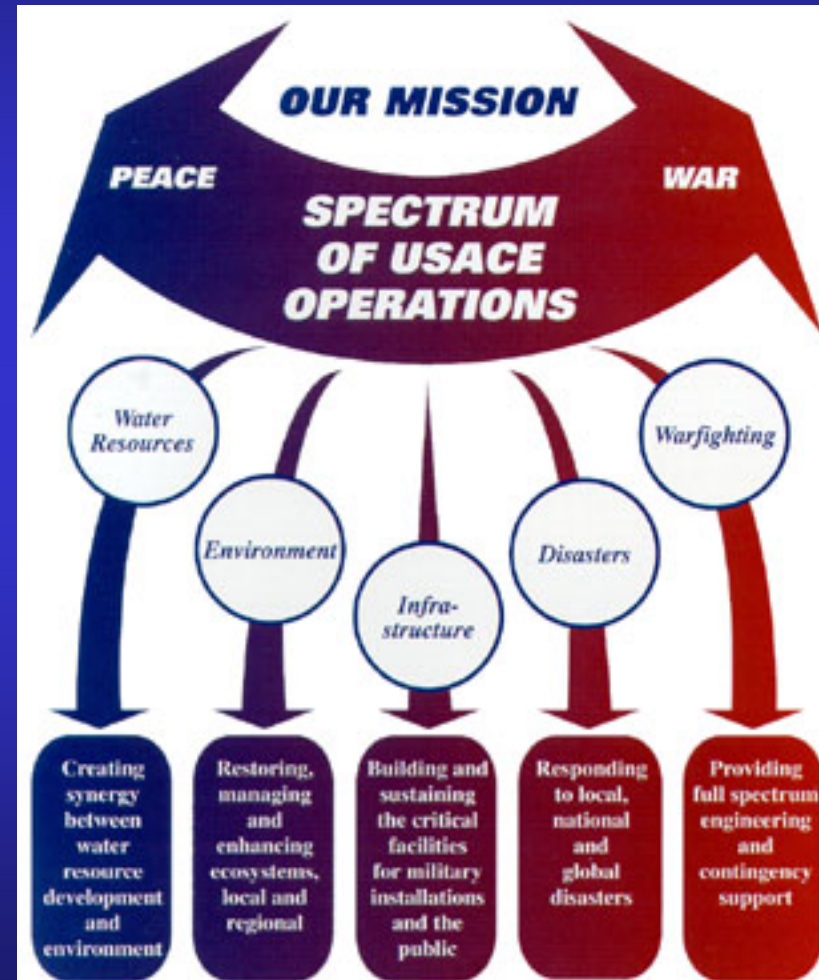 OUR MISSION
PEACE
WAR
SPECTRUM
OF USACE
OPERATIONS
Water
Resources
Environment
Infra-
structure
Disasters
Warfighting
Creating
synergy
between
water
resource
development
and
environment
Restoring,
managing
and
enhancing
ecosystems,
local and
regional
Building and
sustaining
the critical
facilities
for military
installations
and the
public
Responding
to local,
national
and
global
disasters
Providing
full spectrum
engineering
and
contingency
support